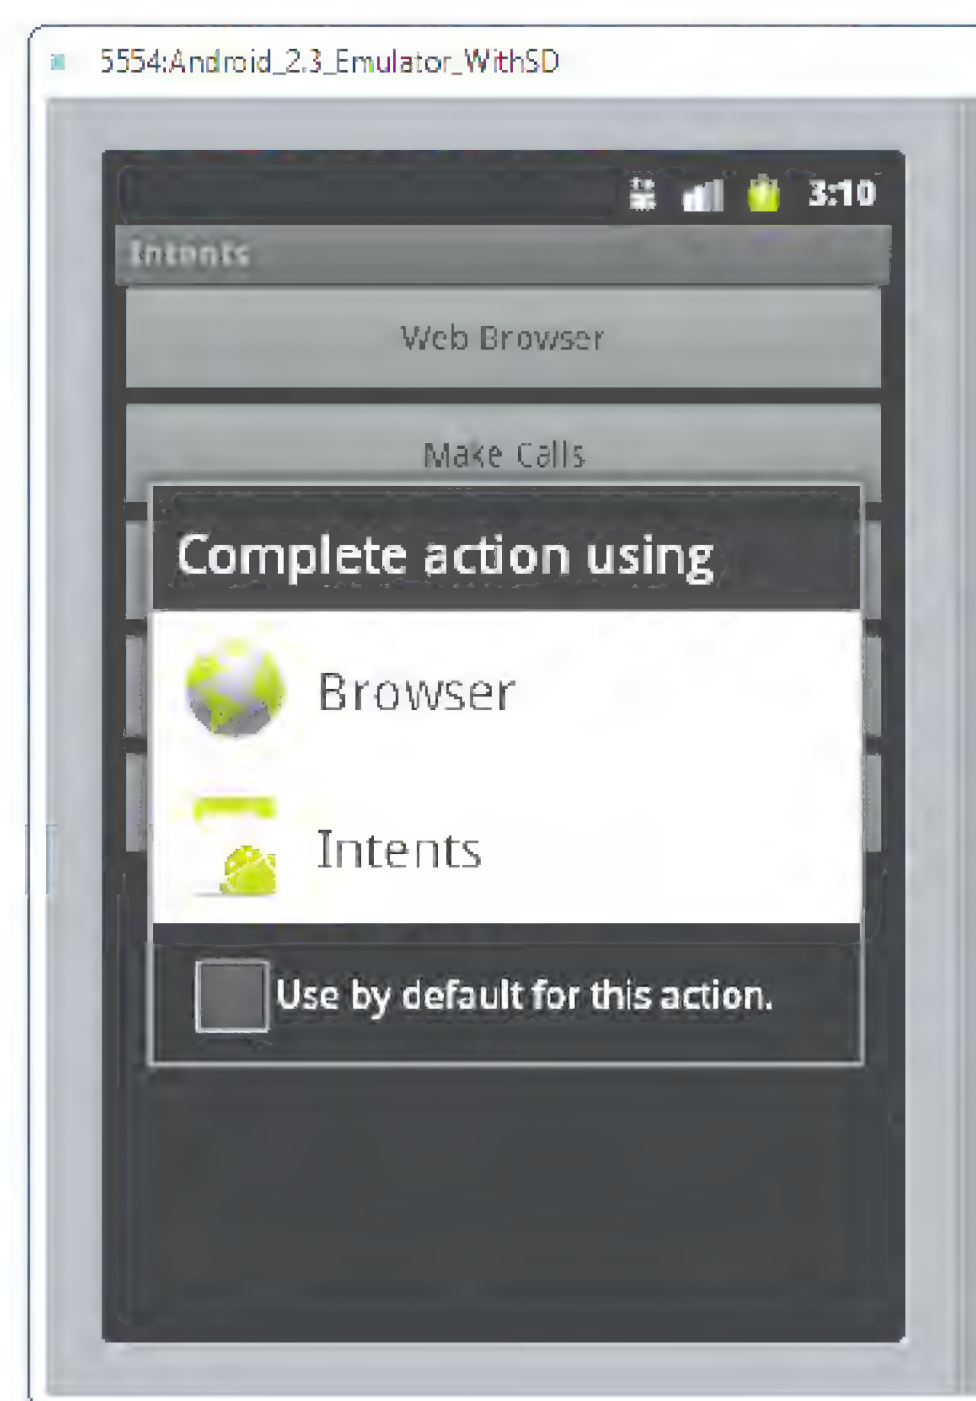 5554:Android_2.3_Emulator_WithSD
3:10
Intents
Web Browser
Make Calls
Complete action using
Browser
Intents
Use by default for this action.